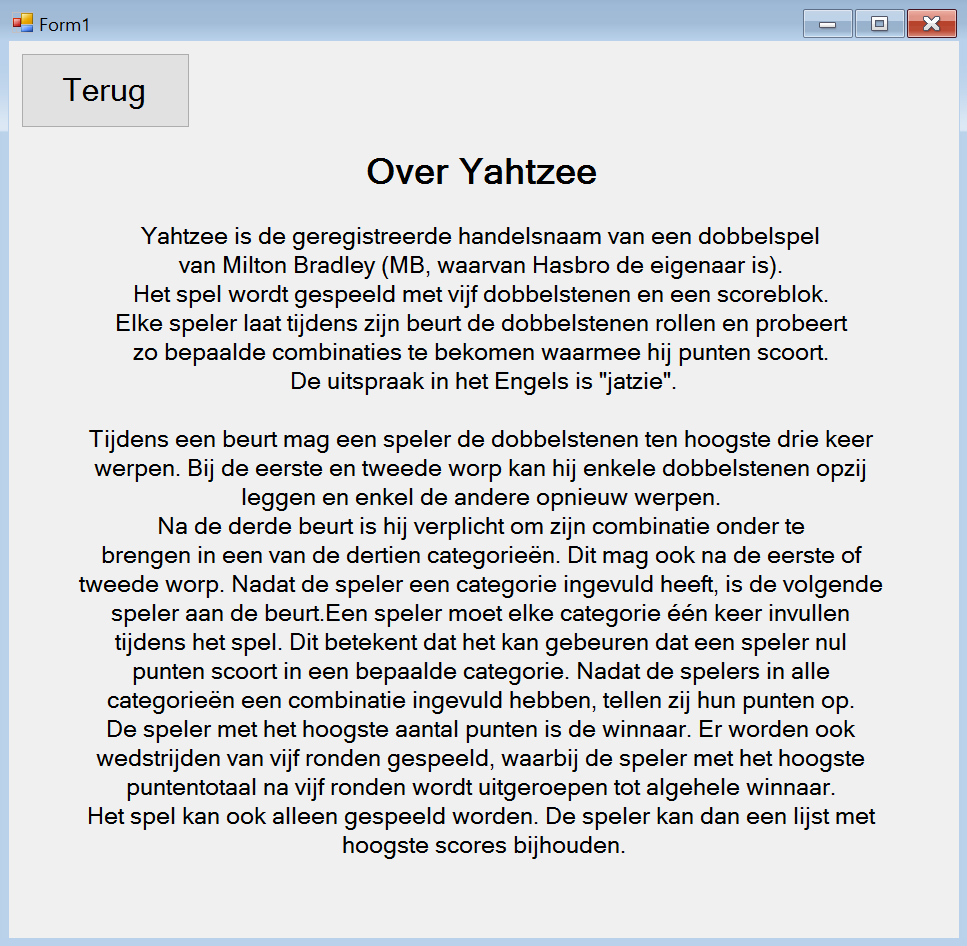 Form1
Terug
Over Yahtzee
Yahtzee is de geregistreerde handelsnaam van een dobbelspel
van Milton Bradley (MB, waarvan Hasbro de eigenaar is).
Het spel wordt gespeeld met vijf dobbelstenen en een scoreblok.
Elke speler laat tijdens zijn beurt de dobbelstenen rollen en probeert
zo bepaalde combinaties te bekomen waarmee hij punten scoort.
De uitspraak in het Engels is "jatzie".
Tijdens een beurt mag een speler de dobbelstenen ten hoogste drie keer
werpen. Bij de eerste en tweede worp kan hij enkele dobbelstenen opzij
leggen en enkel de andere opnieuw werpen.
Na de derde beurt is hij verplicht om zijn combinatie onder te
brengen in een van de dertien categorieën. Dit mag ook na de eerste of
tweede worp. Nadat de speler een categorie ingevuld heeft, is de volgende
speler aan de beurt.Een speler moet elke categorie één keer invullen
tijdens het spel. Dit betekent dat het kan gebeuren dat een speler nul
punten scoort in een bepaalde categorie. Nadat de spelers in alle
categorieën een combinatie ingevuld hebben, tellen zij hun punten op.
De speler met het hoogste aantal punten is de winnaar. Er worden ook
wedstrijden van vijf ronden gespeeld, waarbij de speler met het hoogste
puntentotaal na vijf ronden wordt uitgeroepen tot algehele winnaar.
Het spel kan ook alleen gespeeld worden. De speler kan dan een lijst met
hoogste scores bijhouden.